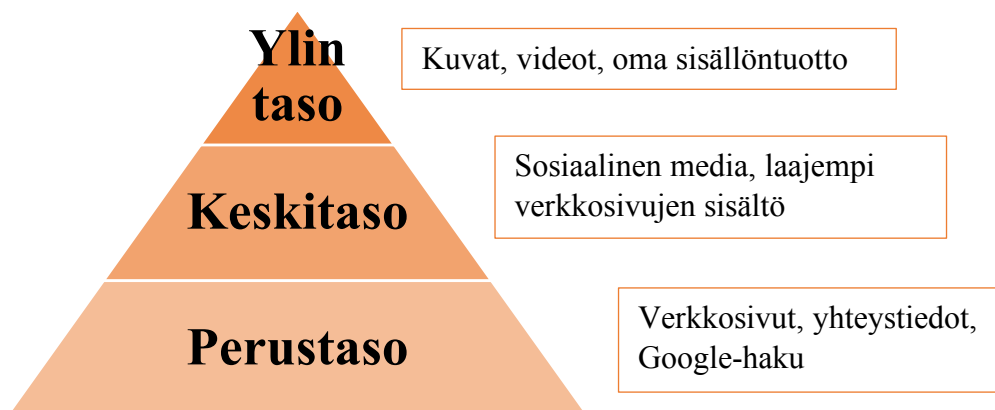 Ylin
taso
Kuvat, videot, oma sisällöntuotto
Keskitaso
Sosiaalinen media, laajempi
verkkosivujen sisältö
Perustaso
Verkkosivut, yhteystiedot,
Google-haku